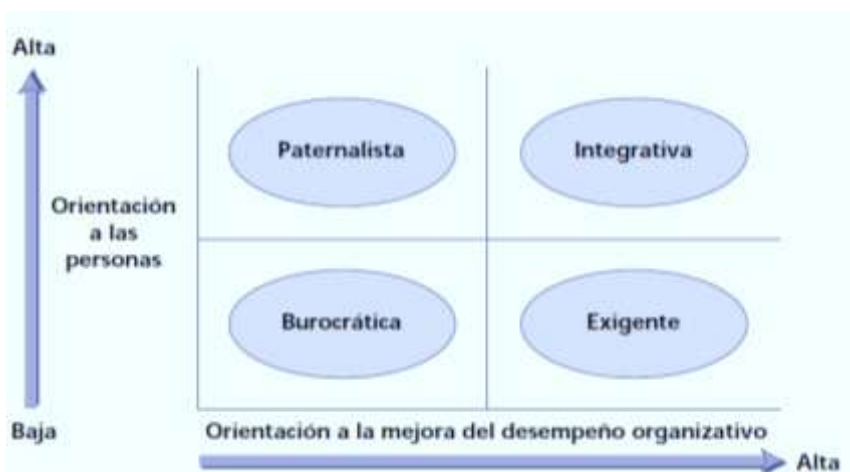 Alta
Paternalista
Integrativa
Orientación
a las
personas
Burocrática
Exigente
Baja
Orientación a la mejora del desempeño organizativo
Alta